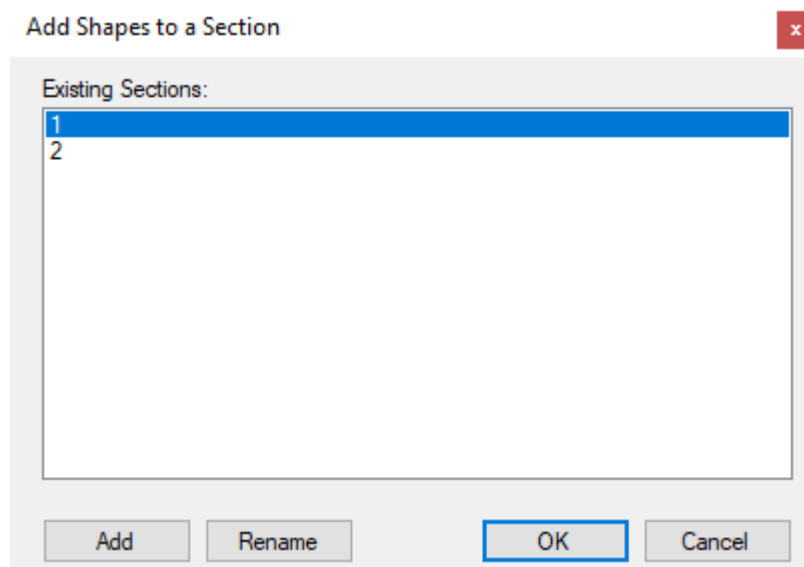 Add Shapes to a Section
x
Existing Sections:
1
2
Add Rename OK Cancel